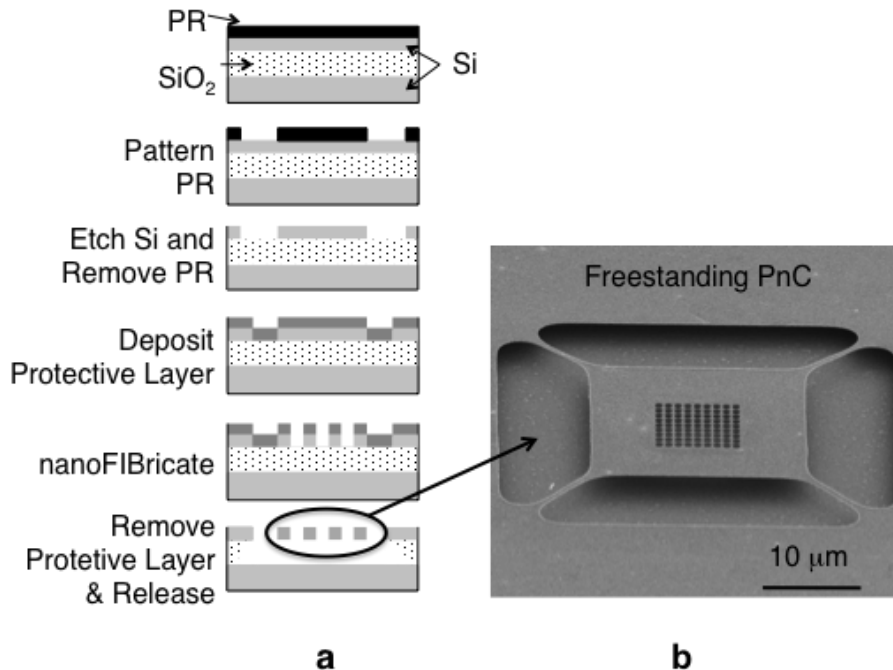 PR
SiO₂
Si
Pattern
PR
Etch Si and
Remove PR
Deposit
Protective Layer
nanoFIBricate
Remove
Protetive Layer
& Release
Freestanding PnC
10 μm
a
b